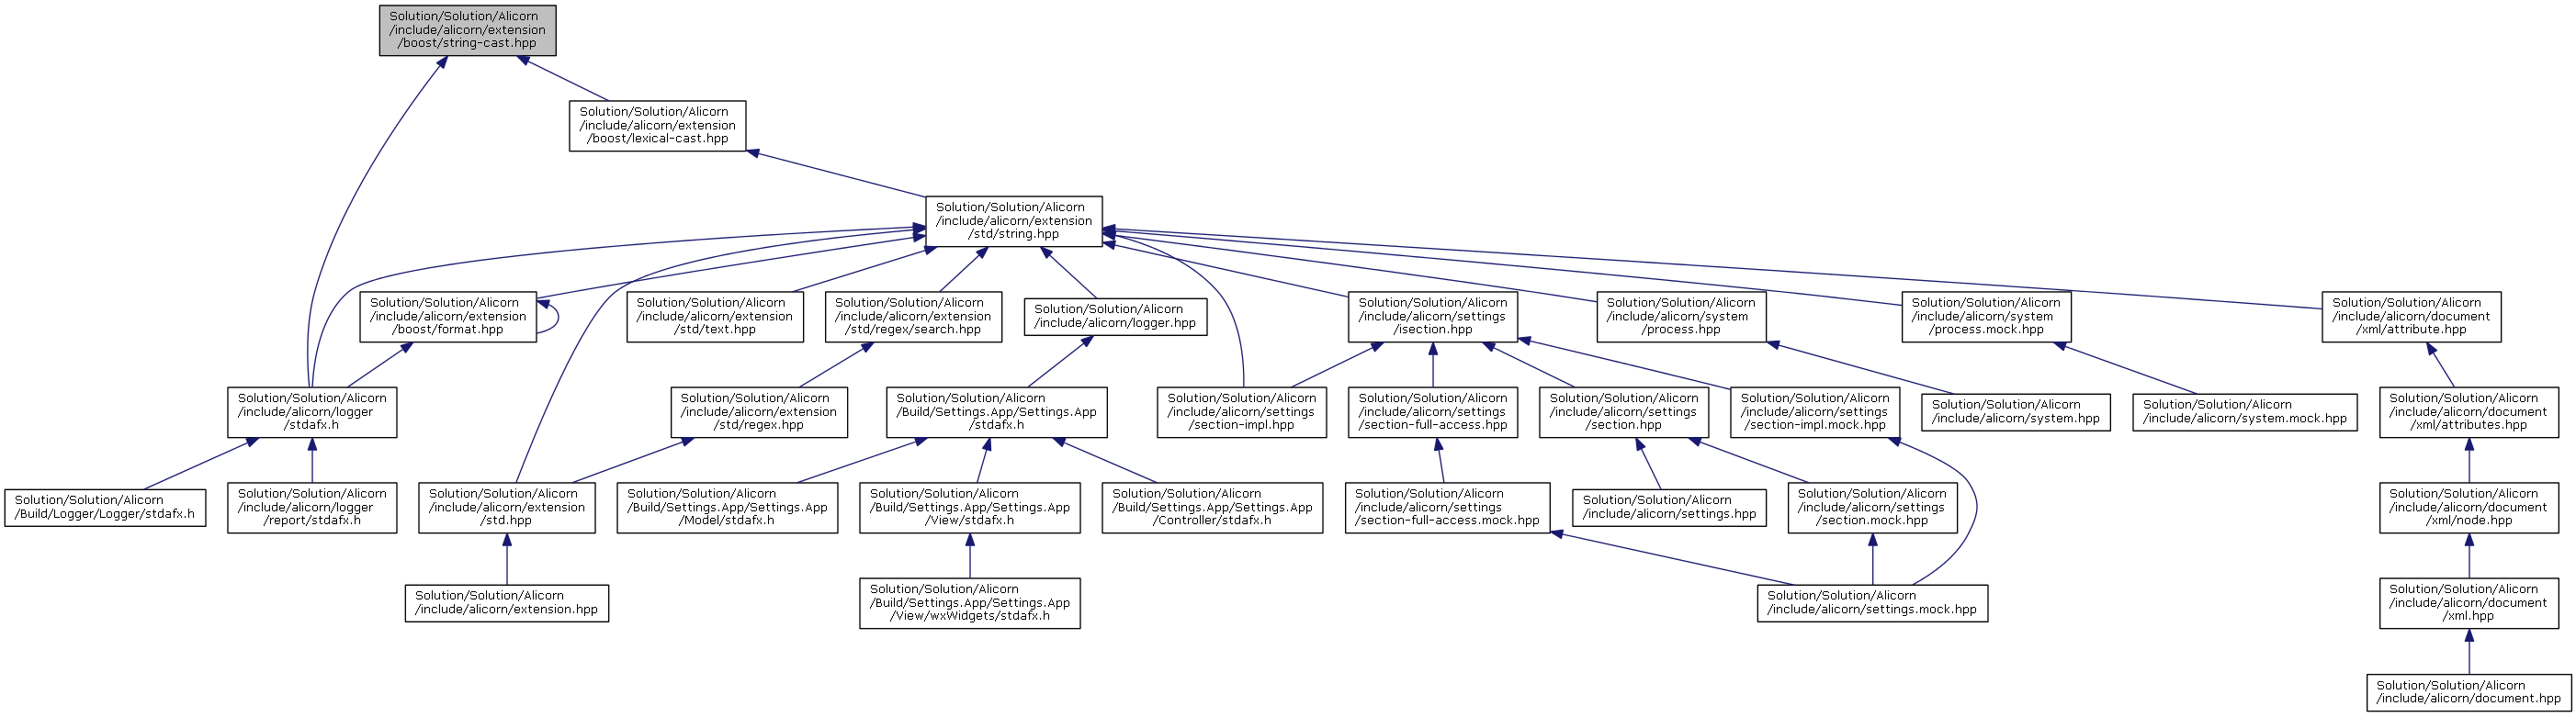 Solution/Solution/Alicorn
/include/alicorn/extension
/boost/string-cast.hpp
Solution/Solution/Alicorn
/include/alicorn/extension
/boost/lexical-cast.hpp
Solution/Solution/Alicorn
/include/alicorn/extension
/std/string.hpp
Solution/Solution/Alicorn
/include/alicorn/extension
/boost/format.hpp
Solution/Solution/Alicorn
/include/alicorn/extension
/std/text.hpp
Solution/Solution/Alicorn
/include/alicorn/extension
/std/regex/search.hpp
Solution/Solution/Alicorn
/include/alicorn/logger.hpp
Solution/Solution/Alicorn
/include/alicorn/settings
/isection.hpp
Solution/Solution/Alicorn
/include/alicorn/system
/process.hpp
Solution/Solution/Alicorn
/include/alicorn/system
/process.mock.hpp
Solution/Solution/Alicorn
/include/alicorn/document
/xml/attribute.hpp
Solution/Solution/Alicorn
/include/alicorn/logger
/stdafx.h
Solution/Solution/Alicorn
/include/alicorn/extension
/std/regex.hpp
Solution/Solution/Alicorn
/Build/Settings.App/Settings.App
/stdafx.h
Solution/Solution/Alicorn
/include/alicorn/settings
/section-impl.hpp
Solution/Solution/Alicorn
/include/alicorn/settings
/section-full-access.hpp
Solution/Solution/Alicorn
/include/alicorn/settings
/section.hpp
Solution/Solution/Alicorn
/include/alicorn/settings
/section-impl.mock.hpp
Solution/Solution/Alicorn
/include/alicorn/system.hpp
Solution/Solution/Alicorn
/include/alicorn/system.mock.hpp
Solution/Solution/Alicorn
/include/alicorn/document
/xml/attributes.hpp
Solution/Solution/Alicorn
/Build/Logger/Logger/stdafx.h
Solution/Solution/Alicorn
/include/alicorn/logger
/report/stdafx.h
Solution/Solution/Alicorn
/include/alicorn/extension
/std.hpp
Solution/Solution/Alicorn
/Build/Settings.App/Settings.App
/Model/stdafx.h
Solution/Solution/Alicorn
/Build/Settings.App/Settings.App
/View/stdafx.h
Solution/Solution/Alicorn
/Build/Settings.App/Settings.App
/Controller/stdafx.h
Solution/Solution/Alicorn
/include/alicorn/settings
/section-full-access.mock.hpp
Solution/Solution/Alicorn
/include/alicorn/settings.hpp
Solution/Solution/Alicorn
/include/alicorn/settings
/section.mock.hpp
Solution/Solution/Alicorn
/include/alicorn/document
/xml/node.hpp
Solution/Solution/Alicorn
/include/alicorn/extension.hpp
Solution/Solution/Alicorn
/Build/Settings.App/Settings.App
/View/wxWidgets/stdafx.h
Solution/Solution/Alicorn
/include/alicorn/settings.mock.hpp
Solution/Solution/Alicorn
/include/alicorn/document
/xml.hpp
Solution/Solution/Alicorn
/include/alicorn/document.hpp